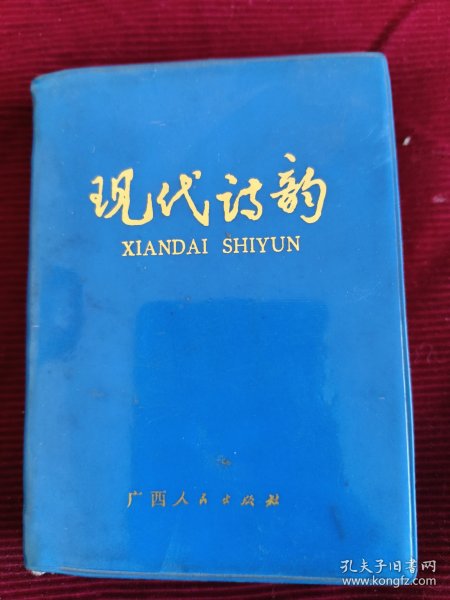 现代诗韵
XIANDAI SHIYUN
广西人民出版社
孔夫子旧书网
www.kongfz.com